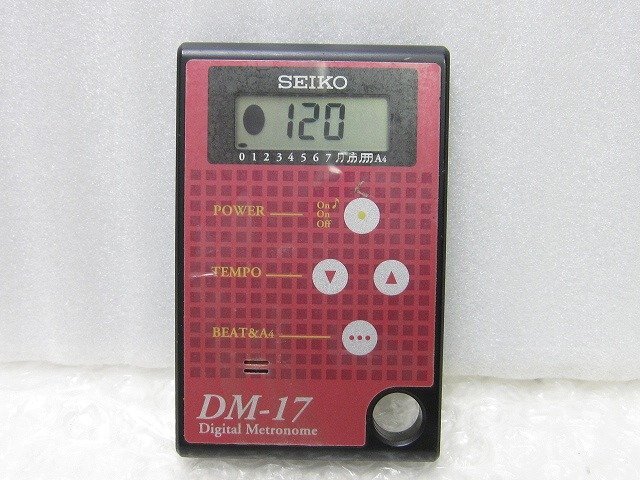 SEIKO
120
0 1 2 3 4 5 6 7 A4
POWER
On♪
On
Off
TEMPO
BEAT&A4
DM-17
Digital Metronome